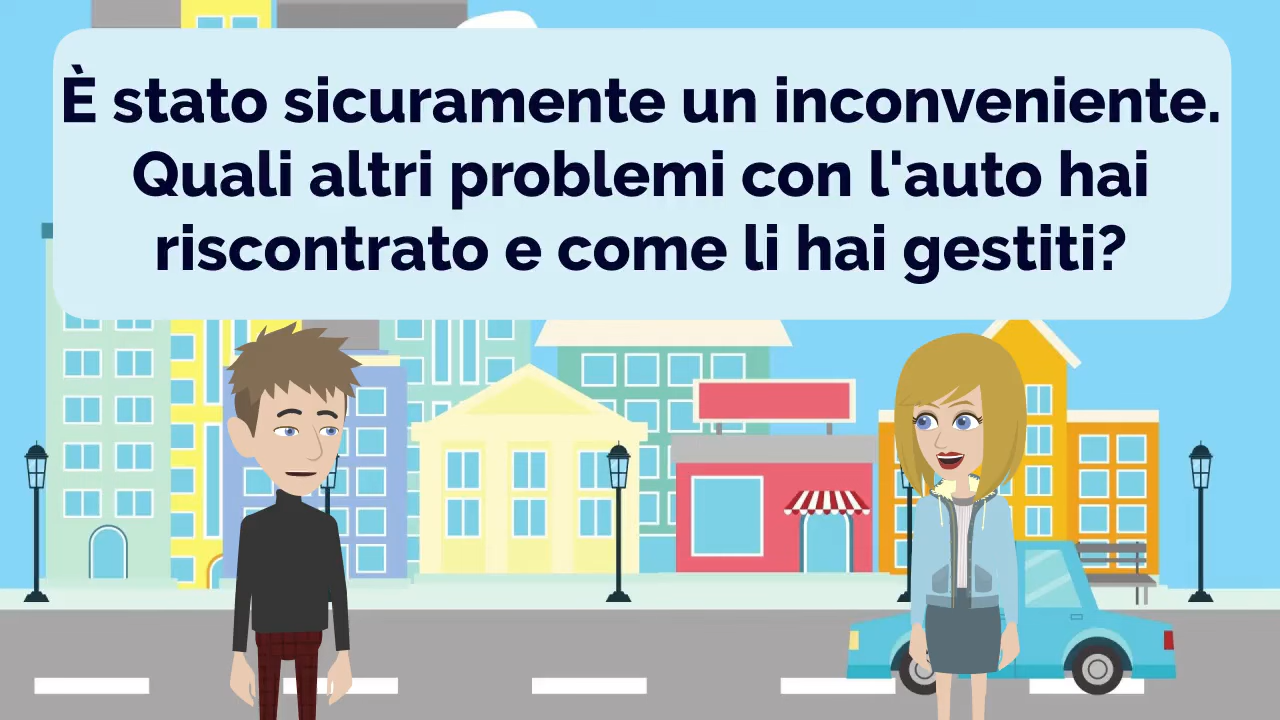 È stato sicuramente un inconveniente.
Quali altri problemi con l'auto hai
riscontrato e come li hai gestiti?